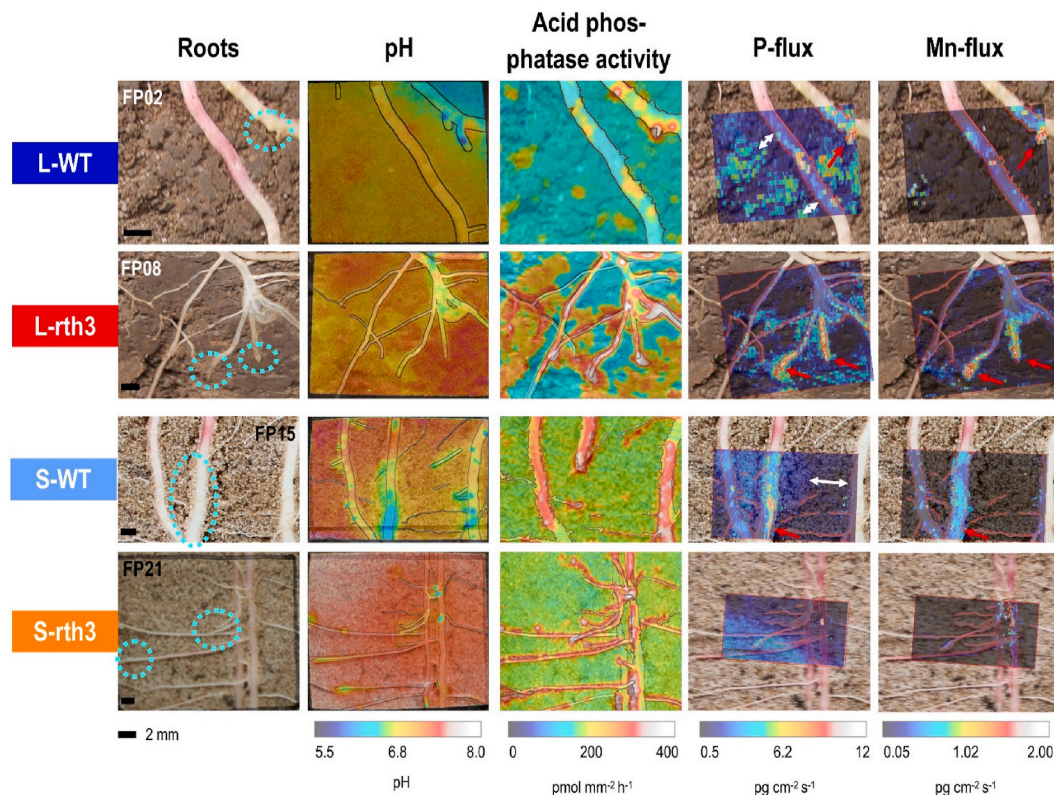 Roots
pH
Acid phos-
phatase activity
P-flux
Mn-flux
L-WT
FP02
L-rth3
FP08
S-WT
FP15
S-rth3
FP21
2 mm
5.5 6.8 8.0
pH
0 200 400
pmol mm⁻² h⁻¹
0.5 6.2 12
pg cm⁻² s⁻¹
0.05 1.02 2.00
pg cm⁻² s⁻¹